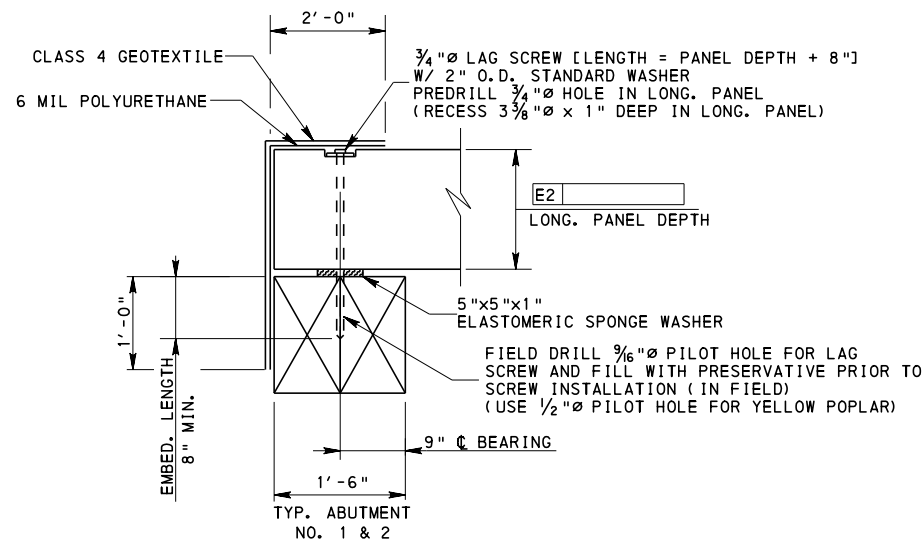 2'-0"
CLASS 4 GEOTEXTILE
6 MIL POLYURETHANE
3/4"Ø LAG SCREW [LENGTH = PANEL DEPTH + 8"]
W/ 2" O.D. STANDARD WASHER
PREDRILL 3/4"Ø HOLE IN LONG. PANEL
(RECESS 3 3/8"Ø x 1" DEEP IN LONG. PANEL)
E2
LONG. PANEL DEPTH
5"x5"x1"
ELASTOMERIC SPONGE WASHER
1'-0"
EMBED. LENGTH
8" MIN.
FIELD DRILL 9/16"Ø PILOT HOLE FOR LAG
SCREW AND FILL WITH PRESERVATIVE PRIOR TO
SCREW INSTALLATION (IN FIELD)
(USE 1/2"Ø PILOT HOLE FOR YELLOW POPLAR)
9" ℄ BEARING
1'-6"
TYP. ABUTMENT
NO. 1 & 2